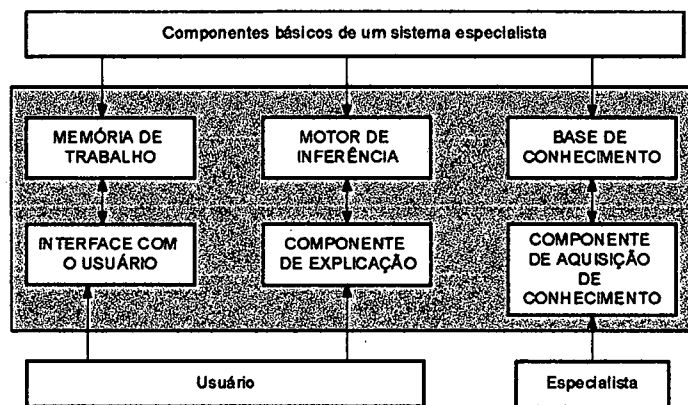 Componentes básicos de um sistema especialista
MEMÓRIA DE
TRABALHO
MOTOR DE
INFERÊNCIA
BASE DE
CONHECIMENTO
INTERFACE COM
O USUÁRIO
COMPONENTE
DE EXPLICAÇÃO
COMPONENTE
DE AQUISIÇÃO
DE
CONHECIMENTO
Usuário
Especialista